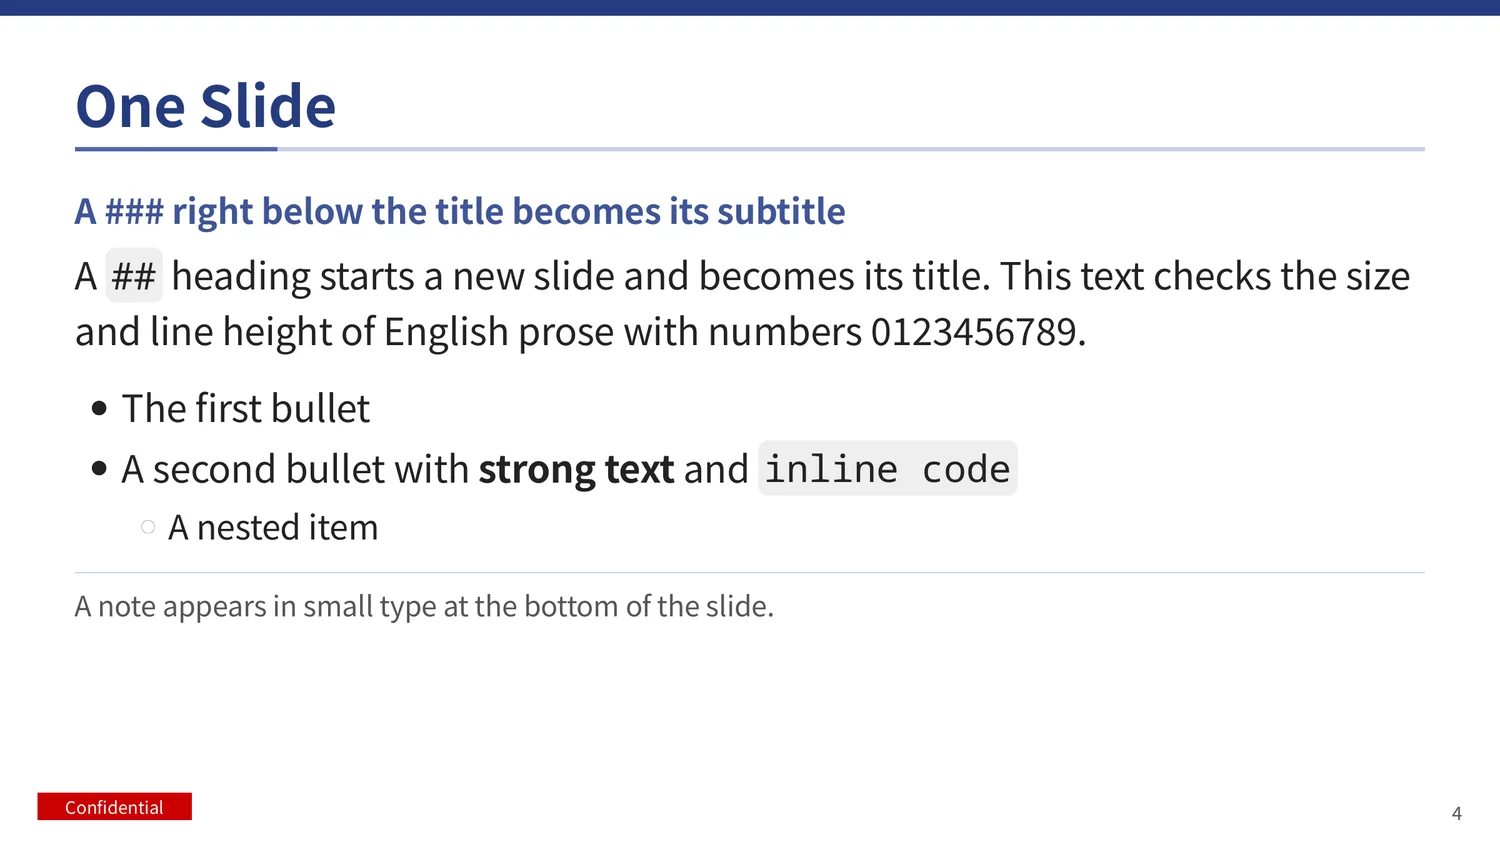 One Slide
A ### right below the title becomes its subtitle
A ## heading starts a new slide and becomes its title. This text checks the size
and line height of English prose with numbers 0123456789.
• The first bullet
• A second bullet with strong text and inline code
○ A nested item
A note appears in small type at the bottom of the slide.
Confidential
4